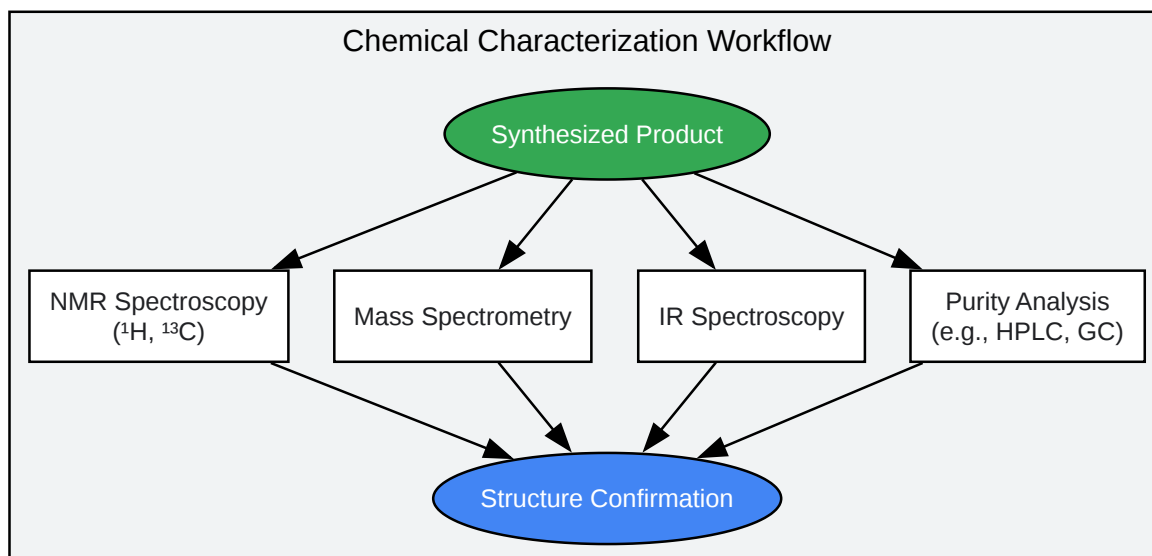 Chemical Characterization Workflow
Synthesized Product
NMR Spectroscopy
(¹H, ¹³C)
Mass Spectrometry
IR Spectroscopy
Purity Analysis
(e.g., HPLC, GC)
Structure Confirmation